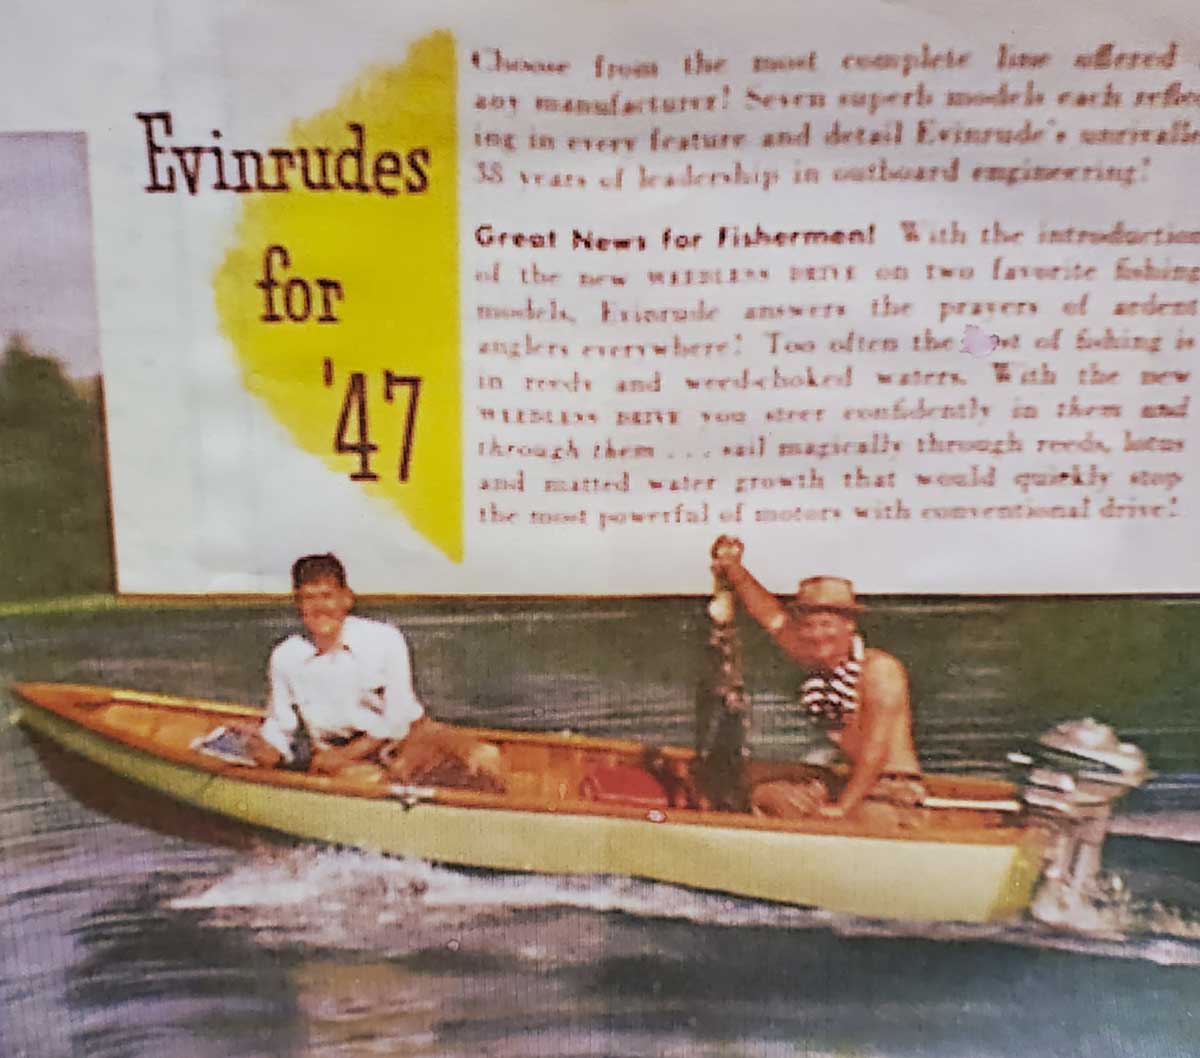 Evinrudes
for
'47
Choose from the most complete line offered
any manufacturer! Seven superb models each reflec
ing in every feature and detail Evinrude's unrivalle
38 years of leadership in outboard engineering!
Great News for Fishermen! With the introduction
of the new WEEDLESS DRIVE on two favorite fishing
models, Evinrude answers the prayers of ardent
anglers everywhere! Too often the of fishing is
in reedy and weed-choked waters. With the new
WEEDLESS DRIVE you steer confidently in them and
through them . . . sail magically through reeds, lotus
and matted water growth that would quickly stop
the most powerful of motors with conventional drive!